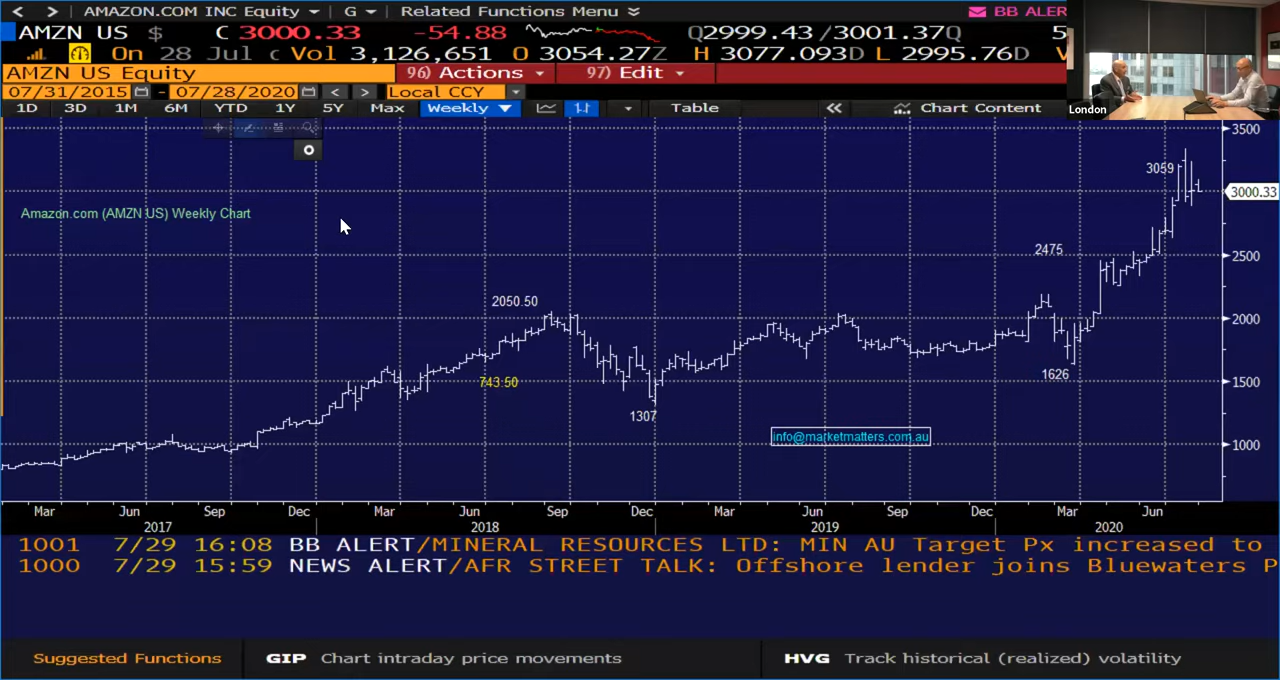 < > AMAZON.COM INC Equity G Related Functions Menu BB ALER
AMZN US $ C 3000.33 -54.88 Q2999.43/3001.37Q 5
On 28 Jul Vol 3,126,651 O 3054.27Z H 3077.093D L 2995.76D V
AMZN US Equity 96) Actions 97) Edit
07/31/2015 - 07/28/2020 < > Local CCY
1D 3D 1M 6M YTD 1Y 5Y Max Weekly Table « Chart Content
London
3500
3059
3000.33
Amazon.com (AMZN US) Weekly Chart
2475
2500
2050.50
2000
743.50
1626
1500
1307
info@marketmatters.com.au
1000
Mar Jun Sep Dec Mar Jun Sep Dec Mar Jun Sep Dec Mar Jun
2017 2018 2019 2020
1001 7/29 16:08 BB ALERT/MINERAL RESOURCES LTD: MIN AU Target Px increased to
1000 7/29 15:59 NEWS ALERT/AFR STREET TALK: Offshore lender joins Bluewaters P
Suggested Functions GIP Chart intraday price movements HVG Track historical (realized) volatility